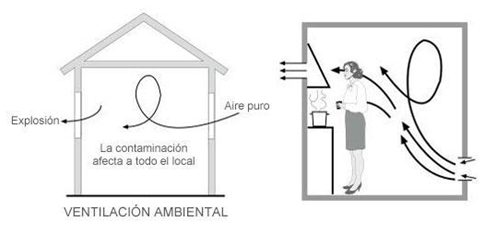 Explosión
Aire puro
La contaminación
afecta a todo el local
VENTILACIÓN AMBIENTAL